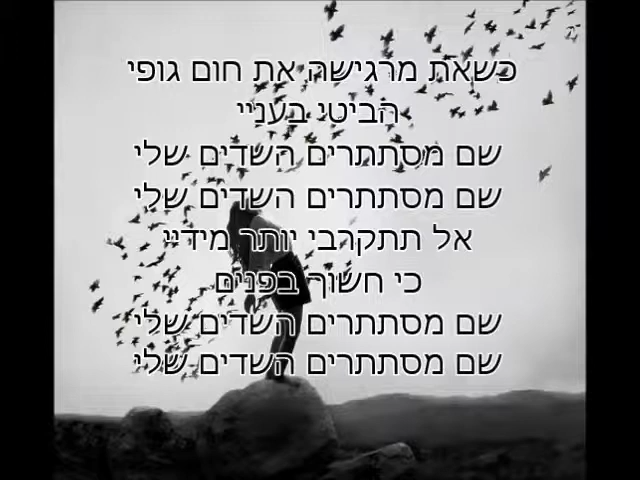 כשאת מרגישה את חום גופי
הביטי בעניי
שם מסתתרים השדים שלי
שם מסתתרים השדים שלי
אל תתקרבי יותר מידיי
כי חשוך בפנים
שם מסתתרים השדים שלי
שם מסתתרים השדים שלי